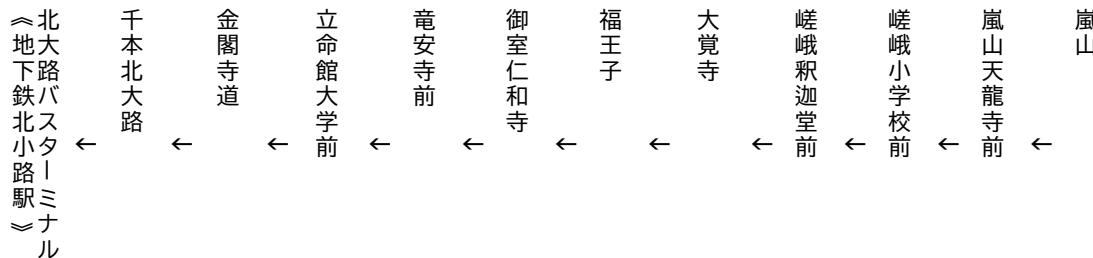 嵐山
←
嵐山天龍寺前
←
嵯峨小学校前
←
嵯峨釈迦堂前
←
大覚寺
←
福王子
←
御室仁和寺
←
竜安寺前
←
立命館大学前
←
金閣寺道
←
千本北大路
←
北大路バスターミナル
《地下鉄北小路駅》